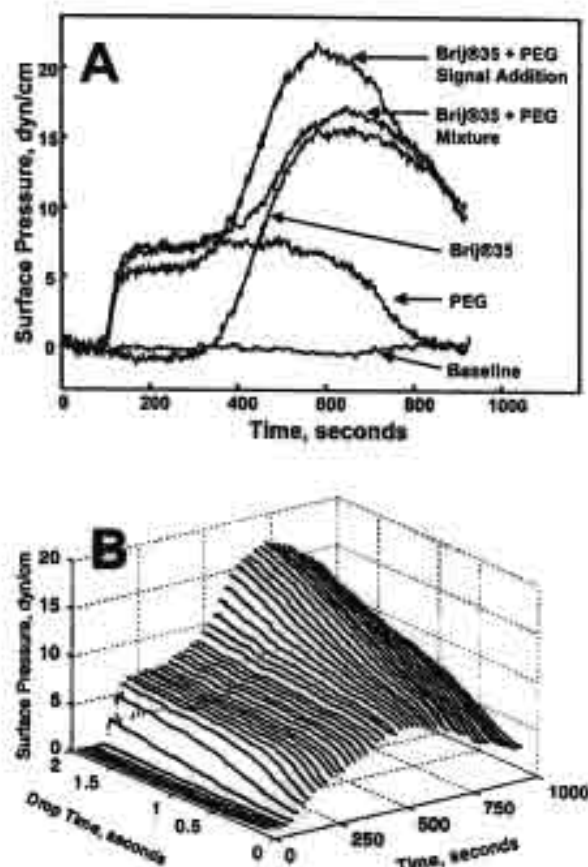 A
Surface Pressure, dyn/cm
20
15
10
5
0
Brij®35 + PEG
Signal Addition
Brij®35 + PEG
Mixture
Brij®35
PEG
Baseline
0 200 400 600 800 1000
Time, seconds
B
Surface Pressure, dyn/cm
20
15
10
5
0
2
1.5
1
0.5
0
Drop Time, seconds
0
250
500
750
1000
Time, seconds